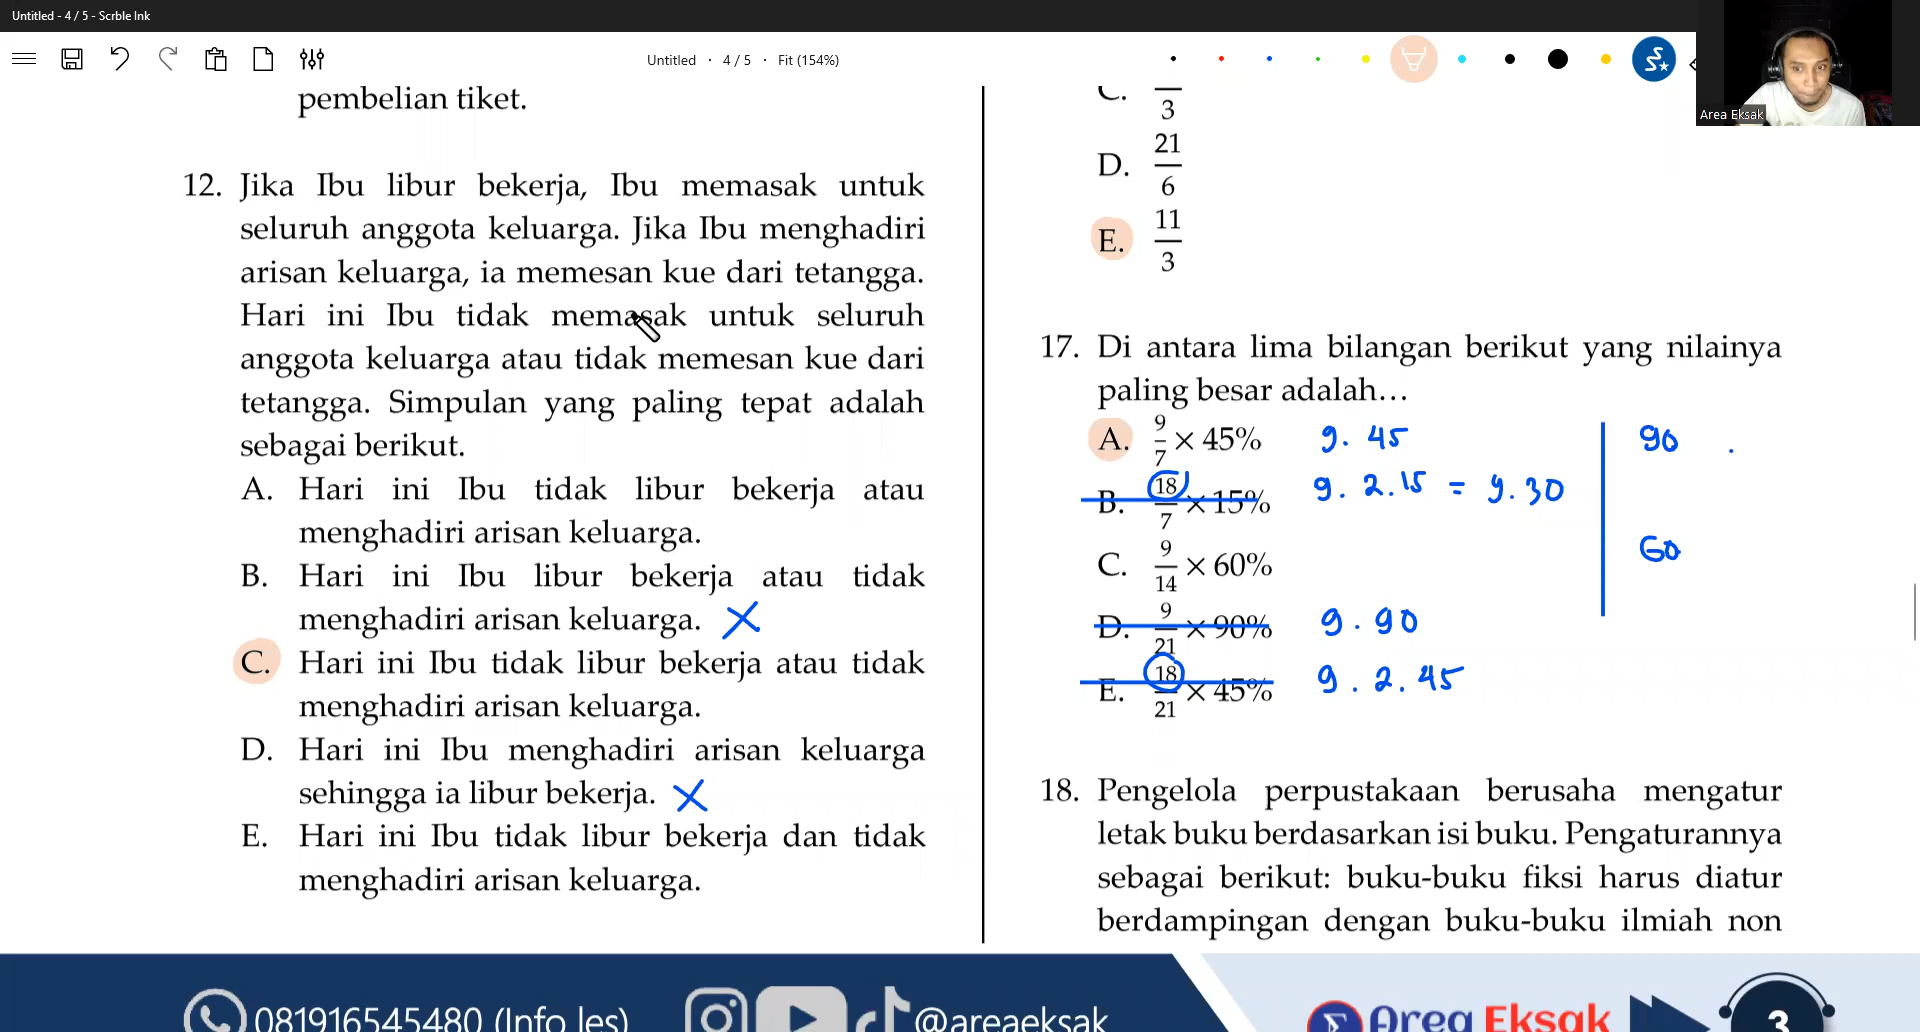 Untitled - 4 / 5 - Scrble Ink
Untitled · 4 / 5 · Fit (154%)
Area Eksak
pembelian tiket.
12. Jika Ibu libur bekerja, Ibu memasak untuk
seluruh anggota keluarga. Jika Ibu menghadiri
arisan keluarga, ia memesan kue dari tetangga.
Hari ini Ibu tidak memasak untuk seluruh
anggota keluarga atau tidak memesan kue dari
tetangga. Simpulan yang paling tepat adalah
sebagai berikut.
A. Hari ini Ibu tidak libur bekerja atau
menghadiri arisan keluarga.
B. Hari ini Ibu libur bekerja atau tidak
menghadiri arisan keluarga. X
C. Hari ini Ibu tidak libur bekerja atau tidak
menghadiri arisan keluarga.
D. Hari ini Ibu menghadiri arisan keluarga
sehingga ia libur bekerja. X
E. Hari ini Ibu tidak libur bekerja dan tidak
menghadiri arisan keluarga.
3
D. 21/6
E. 11/3
17. Di antara lima bilangan berikut yang nilainya
paling besar adalah...
A. 9/7 × 45% 9. 45 90 .
B. 18/7 × 15% 9. 2. 15 = 9. 30
C. 9/14 × 60% 60
D. 9/21 × 90% 9. 90
E. 18/21 × 45% 9. 2. 45
18. Pengelola perpustakaan berusaha mengatur
letak buku berdasarkan isi buku. Pengaturannya
sebagai berikut: buku-buku fiksi harus diatur
berdampingan dengan buku-buku ilmiah non
081916545480 (Info les) @areaeksak Area Eksak 3